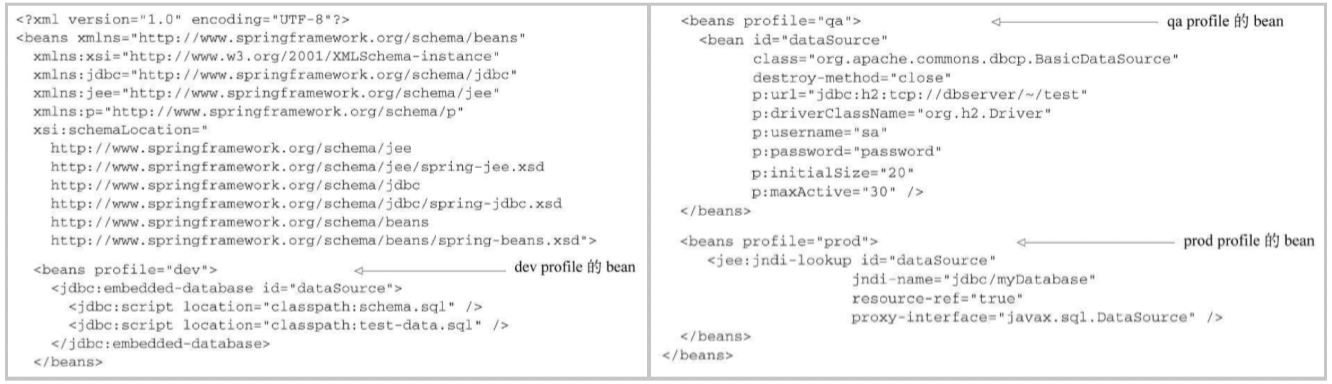 <?xml version="1.0" encoding="UTF-8"?>
<beans xmlns="http://www.springframework.org/schema/beans"
xmlns:xsi="http://www.w3.org/2001/XMLSchema-instance"
xmlns:jdbc="http://www.springframework.org/schema/jdbc"
xmlns:jee="http://www.springframework.org/schema/jee"
xmlns:p="http://www.springframework.org/schema/p"
xsi:schemaLocation="
http://www.springframework.org/schema/jee
http://www.springframework.org/schema/jee/spring-jee.xsd
http://www.springframework.org/schema/jdbc
http://www.springframework.org/schema/jdbc/spring-jdbc.xsd
http://www.springframework.org/schema/beans
http://www.springframework.org/schema/beans/spring-beans.xsd">
<beans profile="dev"> dev profile 的 bean
<jdbc:embedded-database id="dataSource">
<jdbc:script location="classpath:schema.sql" />
<jdbc:script location="classpath:test-data.sql" />
</jdbc:embedded-database>
</beans>
<beans profile="qa"> qa profile 的 bean
<bean id="dataSource"
class="org.apache.commons.dbcp.BasicDataSource"
destroy-method="close"
p:url="jdbc:h2:tcp://dbserver/~/test"
p:driverClassName="org.h2.Driver"
p:username="sa"
p:password="password"
p:initialSize="20"
p:maxActive="30" />
</beans>
<beans profile="prod"> prod profile 的 bean
<jee:jndi-lookup id="dataSource"
jndi-name="jdbc/myDatabase"
resource-ref="true"
proxy-interface="javax.sql.DataSource" />
</beans>
</beans>